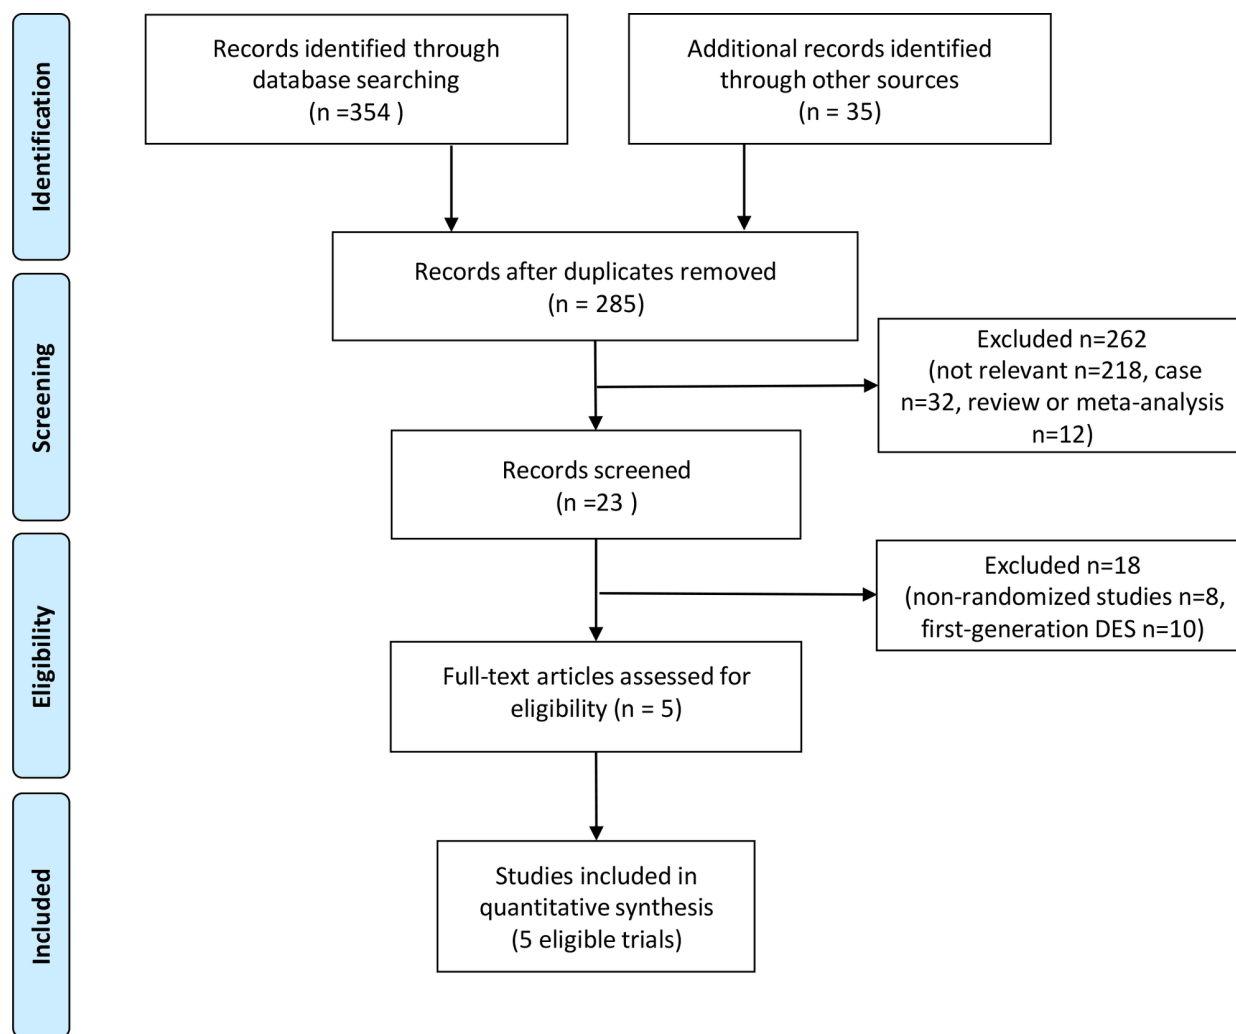 Identification
Records identified through
database searching
(n =354 )
Additional records identified
through other sources
(n = 35)
Records after duplicates removed
(n = 285)
Screening
Excluded n=262
(not relevant n=218, case
n=32, review or meta-analysis
n=12)
Records screened
(n =23 )
Eligibility
Excluded n=18
(non-randomized studies n=8,
first-generation DES n=10)
Full-text articles assessed for
eligibility (n = 5)
Included
Studies included in
quantitative synthesis
(5 eligible trials)